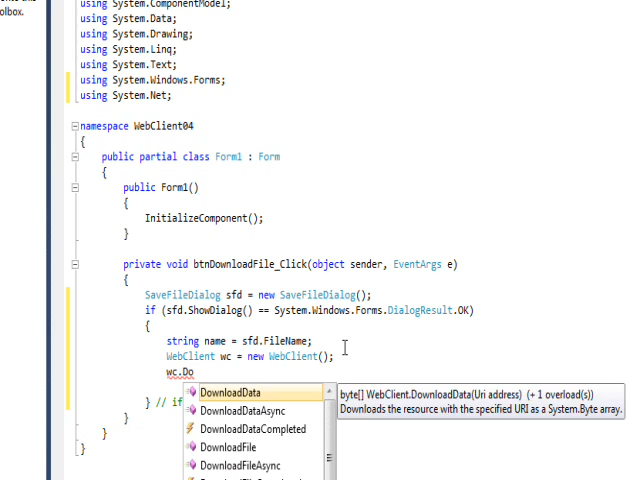 olbox.
using System.ComponentModel;
using System.Data;
using System.Drawing;
using System.Linq;
using System.Text;
using System.Windows.Forms;
using System.Net;
namespace WebClient04
{
public partial class Form1 : Form
{
public Form1()
{
InitializeComponent();
}
private void btnDownloadFile_Click(object sender, EventArgs e)
{
SaveFileDialog sfd = new SaveFileDialog();
if (sfd.ShowDialog() == System.Windows.Forms.DialogResult.OK)
{
string name = sfd.FileName;
WebClient wc = new WebClient();
wc.Do
} // if
}
}
}
DownloadData
DownloadDataAsync
DownloadDataCompleted
DownloadFile
DownloadFileAsync
byte[] WebClient.DownloadData(Uri address) (+ 1 overload(s))
Downloads the resource with the specified URI as a System.Byte array.